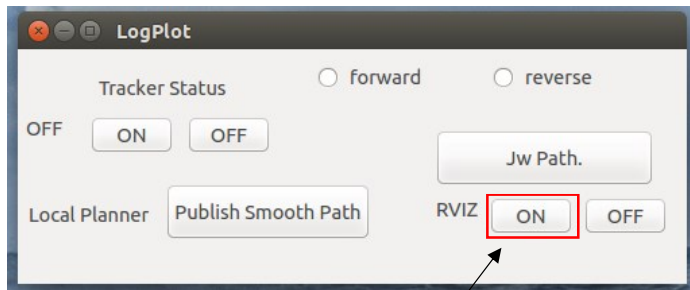 LogPlot
Tracker Status forward reverse
OFF ON OFF
Jw Path.
Local Planner Publish Smooth Path RVIZ ON OFF